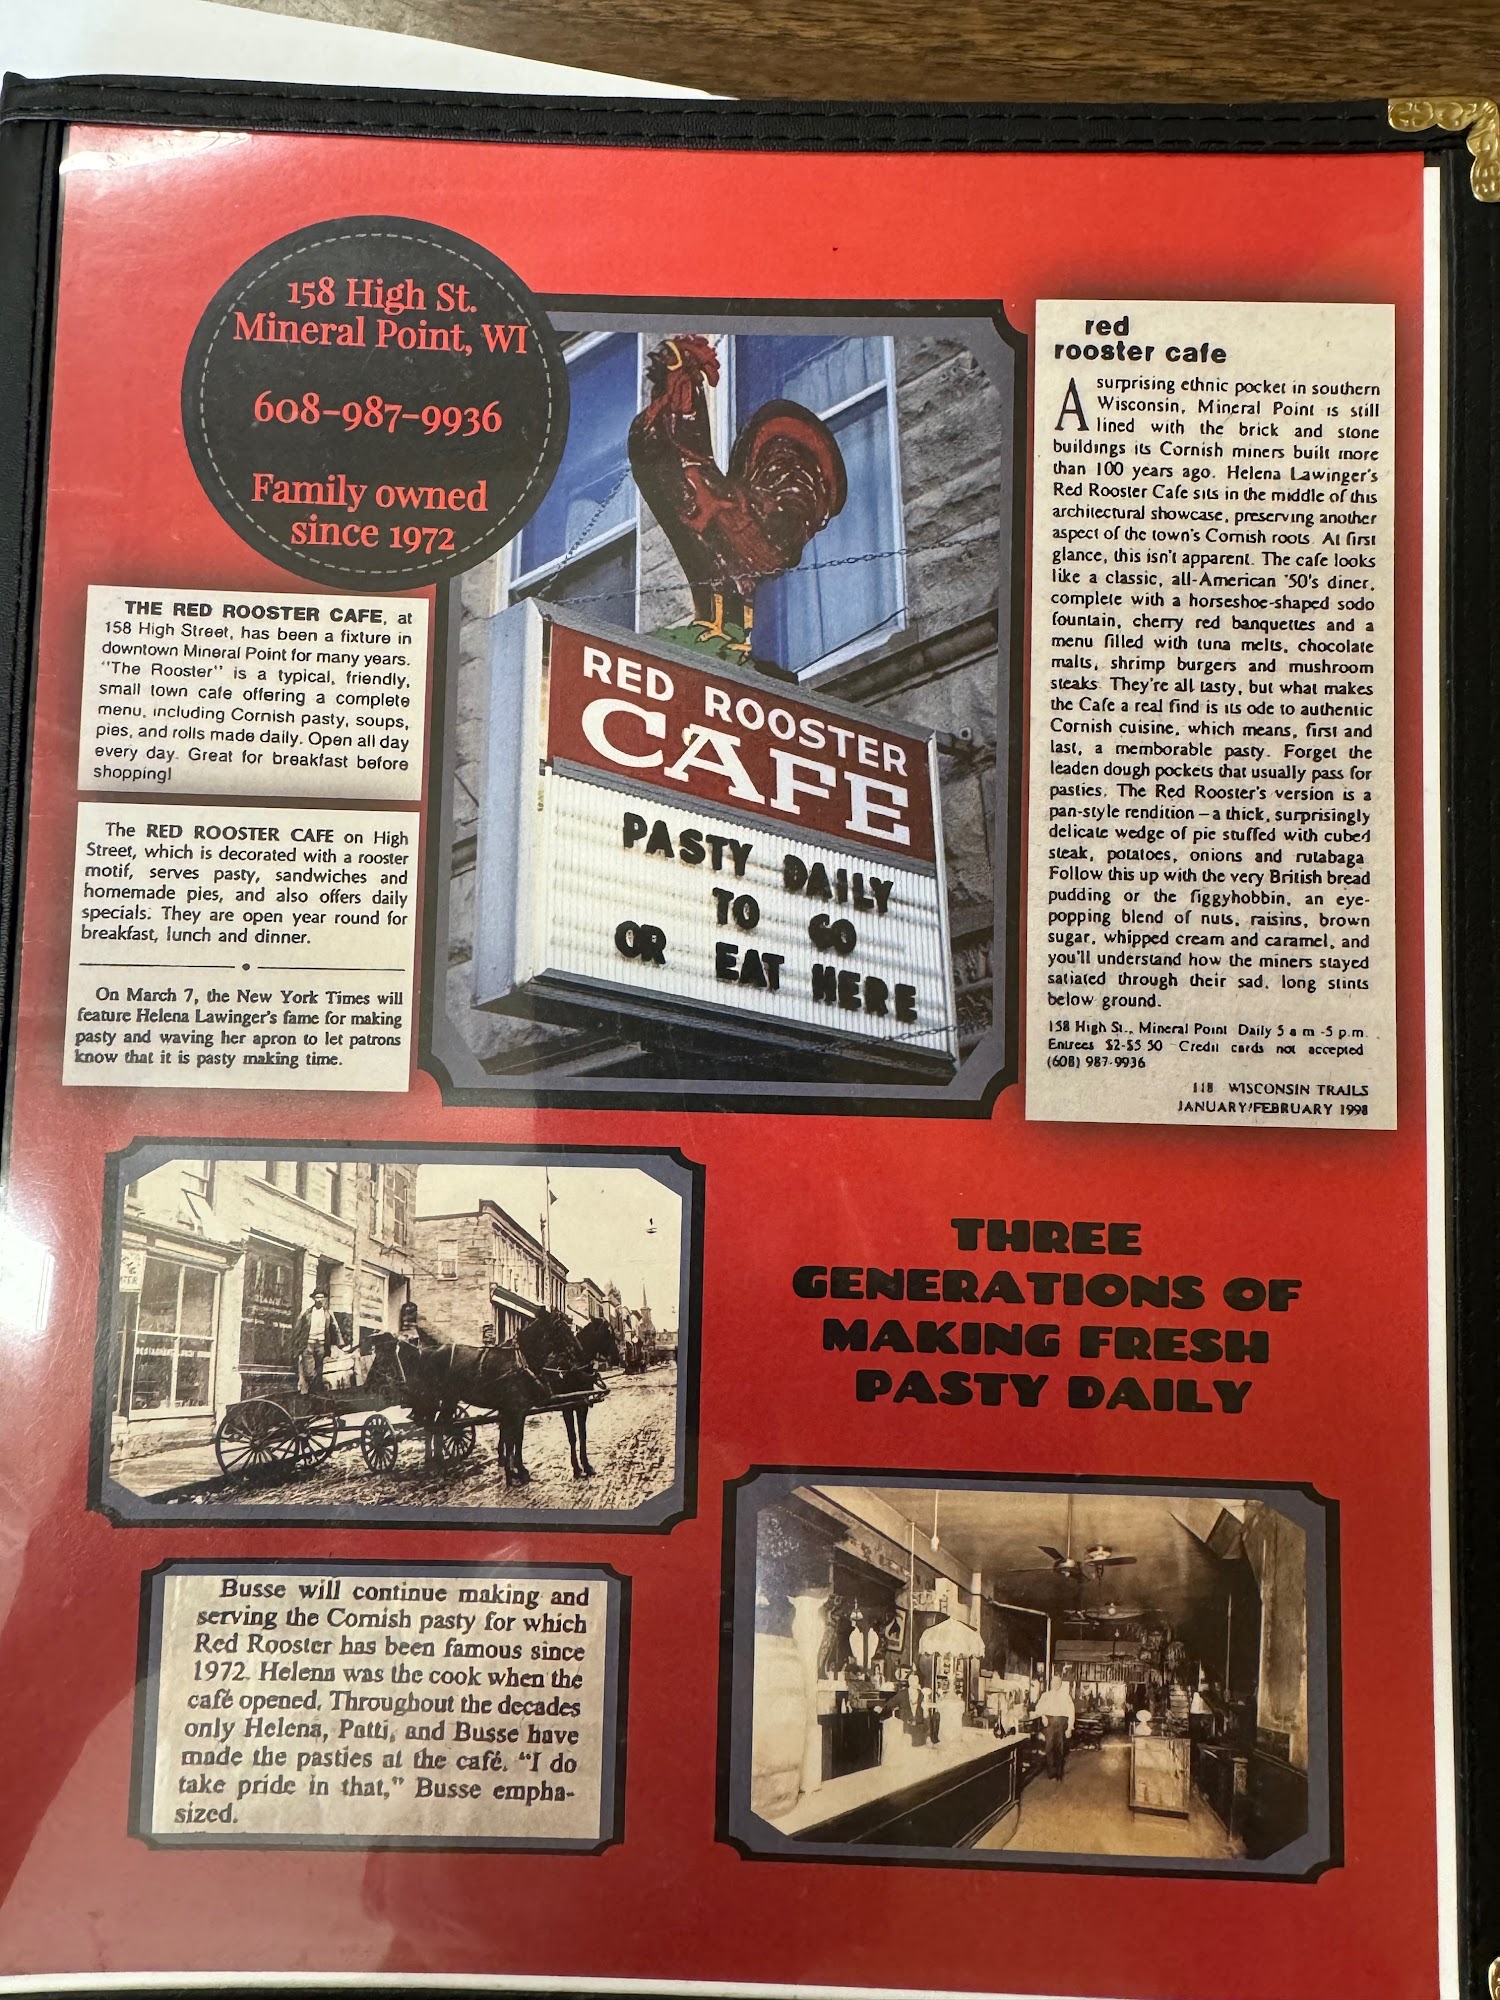 158 High St.
Mineral Point, WI
608-987-9936
Family owned
since 1972
THE RED ROOSTER CAFE, at
158 High Street, has been a fixture in
downtown Mineral Point for many years.
"The Rooster" is a typical, friendly,
small town cafe offering a complete
menu, including Cornish pasty, soups,
pies, and rolls made daily. Open all day
every day. Great for breakfast before
shopping!
The RED ROOSTER CAFE on High
Street, which is decorated with a rooster
motif, serves pasty, sandwiches and
homemade pies, and also offers daily
specials. They are open year round for
breakfast, lunch and dinner.
On March 7, the New York Times will
feature Helena Lawinger's fame for making
pasty and waving her apron to let patrons
know that it is pasty making time.
RED ROOSTER
CAFE
PASTY DAILY
TO GO
OR EAT HERE
red
rooster cafe
A surprising ethnic pocket in southern
Wisconsin, Mineral Point is still
lined with the brick and stone
buildings its Cornish miners built more
than 100 years ago. Helena Lawinger's
Red Rooster Cafe sits in the middle of this
architectural showcase, preserving another
aspect of the town's Cornish roots. At first
glance, this isn't apparent. The cafe looks
like a classic, all-American '50's diner,
complete with a horseshoe-shaped sodo
fountain, cherry red banquettes and a
menu filled with tuna melts, chocolate
malts, shrimp burgers and mushroom
steaks. They're all tasty, but what makes
the Cafe a real find is its ode to authentic
Cornish cuisine, which means, first and
last, a memborable pasty. Forget the
leaden dough pockets that usually pass for
pasties. The Red Rooster's version is a
pan-style rendition – a thick, surprisingly
delicate wedge of pie stuffed with cubed
steak, potatoes, onions and rutabaga.
Follow this up with the very British bread
pudding or the figgyhobbin, an eye-
popping blend of nuts, raisins, brown
sugar, whipped cream and caramel, and
you'll understand how the miners stayed
satiated through their sad, long stints
below ground.
158 High St., Mineral Point Daily 5 a m -5 p.m.
Entrees $2-$5.50 Credit cards not accepted
(608) 987-9936
118 WISCONSIN TRAILS
JANUARY/FEBRUARY 1998
THREE
GENERATIONS OF
MAKING FRESH
PASTY DAILY
Busse will continue making and
serving the Cornish pasty for which
Red Rooster has been famous since
1972. Helena was the cook when the
café opened. Throughout the decades
only Helena, Patti, and Busse have
made the pasties at the café. "I do
take pride in that," Busse empha-
sized.